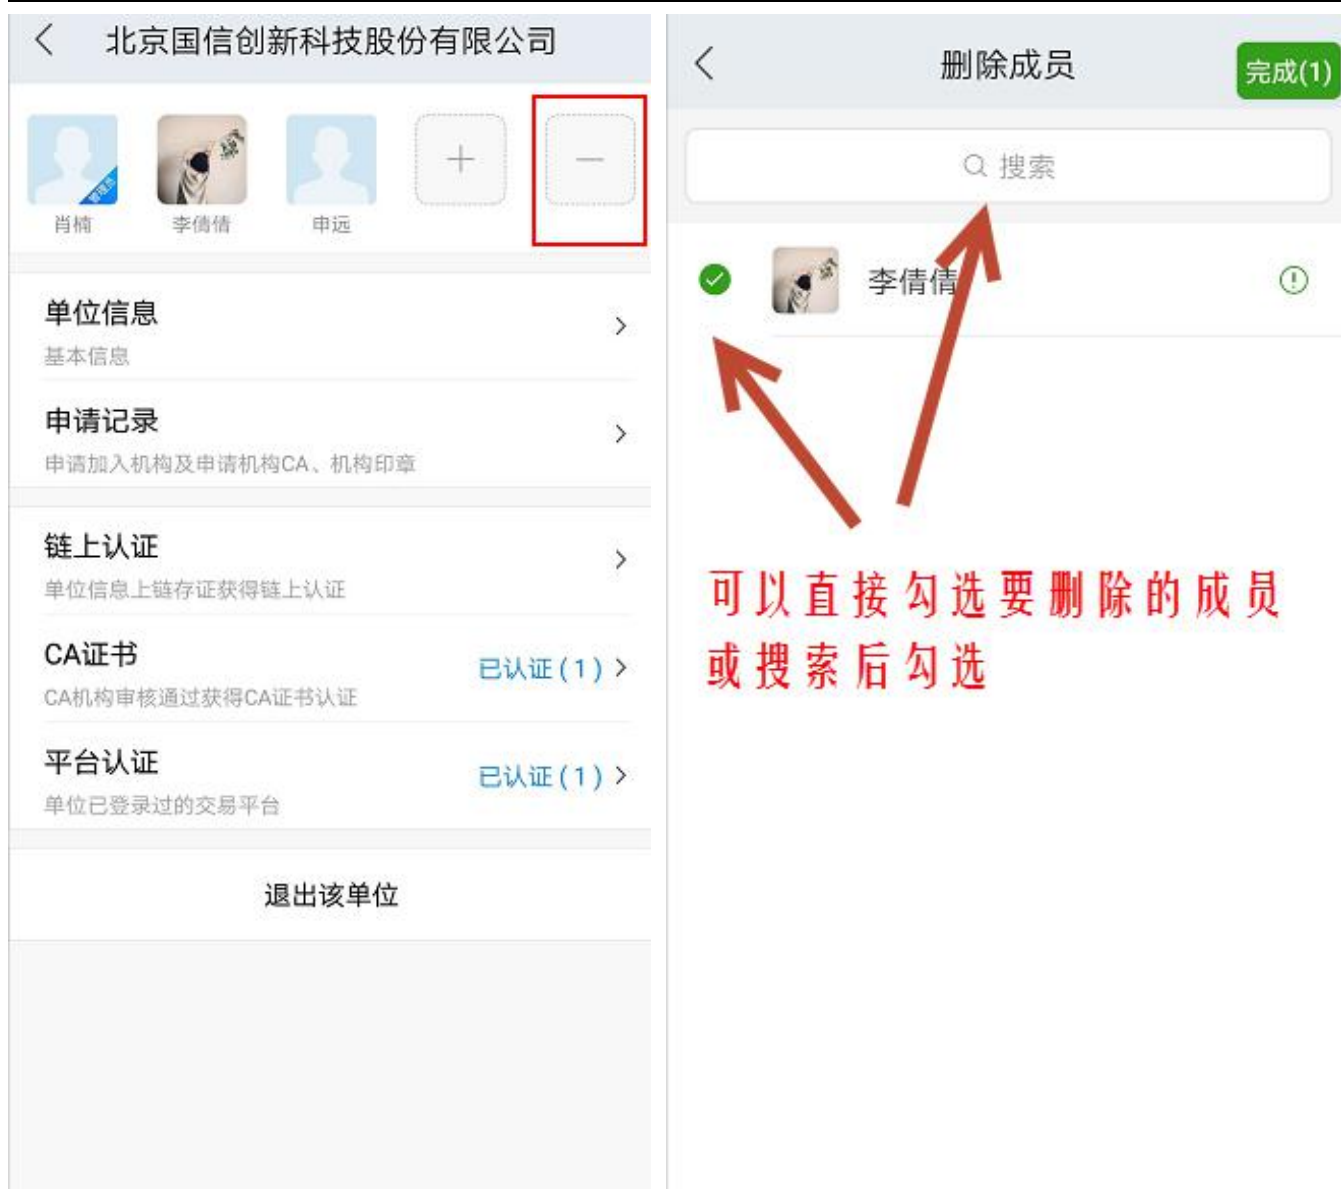 北京国信创新科技股份有限公司
管理员
肖楠
李倩倩
申远
单位信息
基本信息
申请记录
申请加入机构及申请机构CA、机构印章
链上认证
单位信息上链存证获得链上认证
CA证书
已认证(1)
CA机构审核通过获得CA证书认证
平台认证
已认证(1)
单位已登录过的交易平台
退出该单位
删除成员
完成(1)
搜索
李倩倩
可以直接勾选要删除的成员
或搜索后勾选